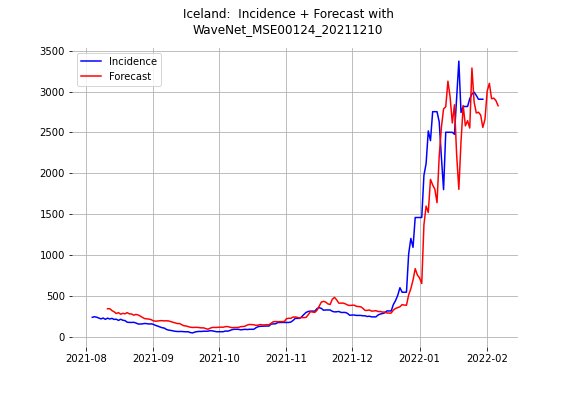 Iceland:  Incidence + Forecast with
WaveNet_MSE00124_20211210
Incidence
Forecast
3500
3000
2500
2000
1500
1000
500
0
2021-08 2021-09 2021-10 2021-11 2021-12 2022-01 2022-02